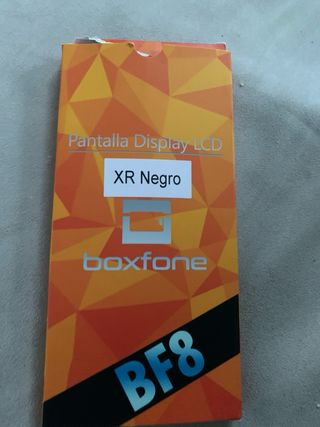 Pantalla Display LCD
XR Negro
boxfone
BF8